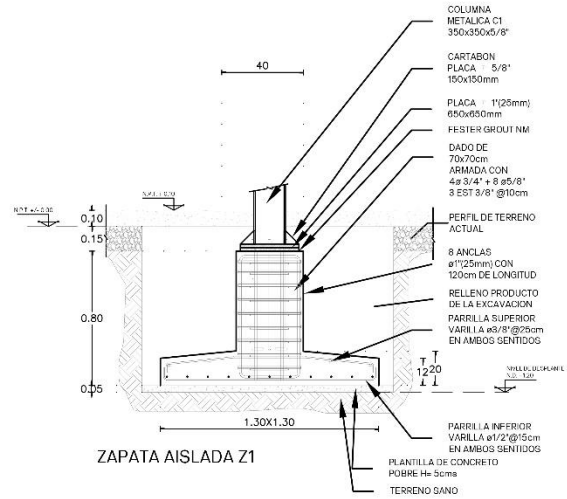 COLUMNA
METALICA C1
350x350x5/8"
CARTABON
PLACA 5/8"
150x150mm
PLACA 1"(25mm)
650x650mm
FESTER GROUT NM
DADO DE
70x70cm
ARMADA CON
4ø 3/4" + 8 ø5/8"
3 EST 3/8" @10cm
PERFIL DE TERRENO
ACTUAL
8 ANCLAS
ø1"(25mm) CON
120cm DE LONGITUD
RELLENO PRODUCTO
DE LA EXCAVACION
PARRILLA SUPERIOR
VARILLA ø3/8"@25cm
EN AMBOS SENTIDOS
NIVEL DE DESPLANTE
PARRILLA INFERIOR
VARILLA ø1/2"@15cm
EN AMBOS SENTIDOS
PLANTILLA DE CONCRETO
POBRE H= 5cms
TERRENO SANO
40
0.10
0.15
0.80
0.05
12
20
1.30X1.30
ZAPATA AISLADA Z1